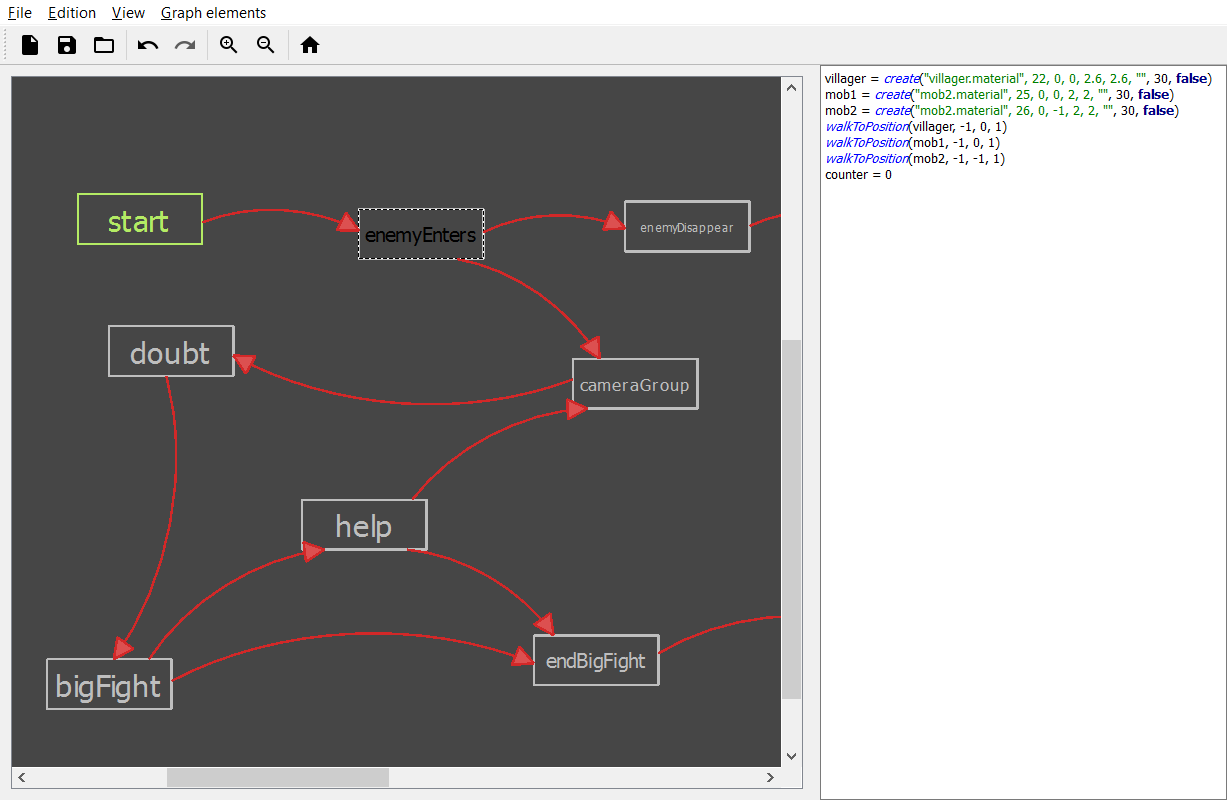 File Edition View Graph elements
start
enemyEnters
enemyDisappear
doubt
cameraGroup
help
endBigFight
bigFight
villager = create("villager.material", 22, 0, 0, 2.6, 2.6, "", 30, false)
mob1 = create("mob2.material", 25, 0, 0, 2, 2, "", 30, false)
mob2 = create("mob2.material", 26, 0, -1, 2, 2, "", 30, false)
walkToPosition(villager, -1, 0, 1)
walkToPosition(mob1, -1, 0, 1)
walkToPosition(mob2, -1, -1, 1)
counter = 0